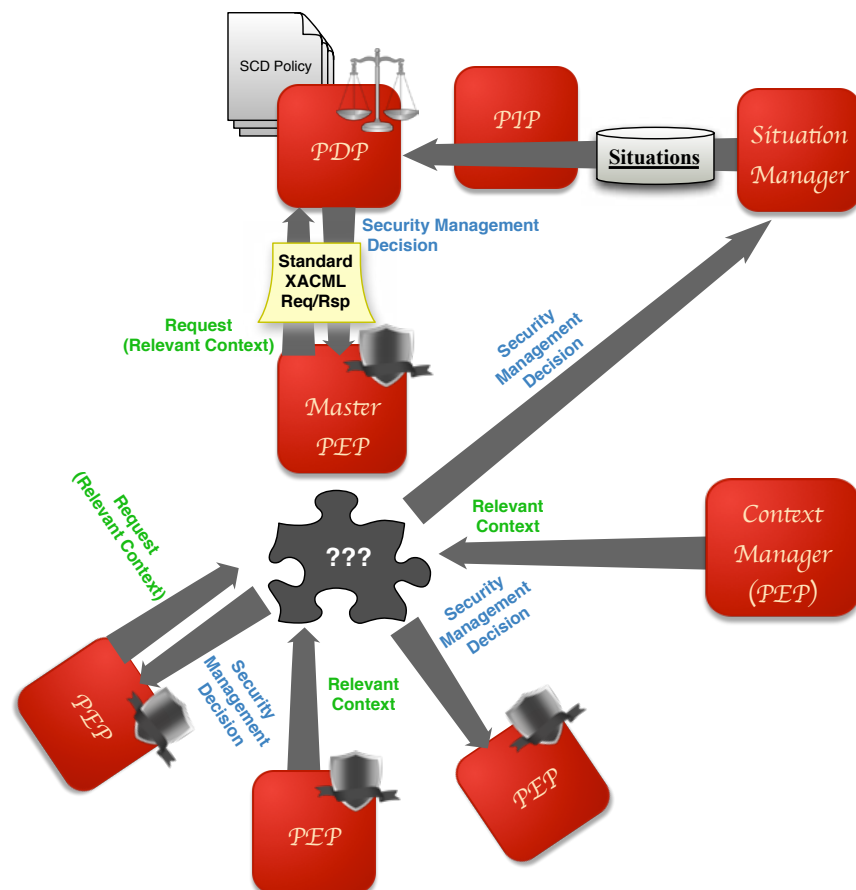 SCD Policy
PDP
PIP
Situations
Situation
Manager
Security Management
Decision
Standard
XACML
Req/Rsp
Request
(Relevant Context)
Master
PEP
Security
Management
Decision
Request
(Relevant Context)
???
Relevant
Context
Context
Manager
(PEP)
Security
Management
Decision
Security
Management
Decision
Relevant
Context
PEP
PEP
PEP